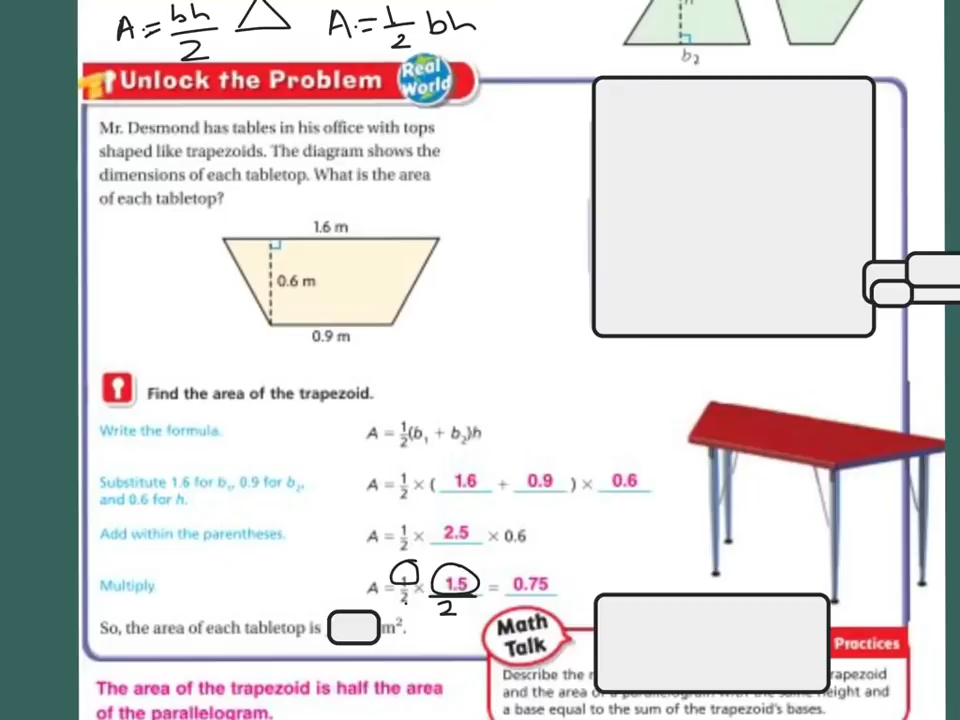 A = bh/2 A = 1/2 bh
h
b2
Unlock the Problem Real World
Mr. Desmond has tables in his office with tops
shaped like trapezoids. The diagram shows the
dimensions of each tabletop. What is the area
of each tabletop?
1.6 m
0.6 m
0.9 m
Find the area of the trapezoid.
Write the formula. A = 1/2(b₁ + b₂)h
Substitute 1.6 for b₁, 0.9 for b₂, A = 1/2 × ( 1.6 + 0.9 ) × 0.6
and 0.6 for h.
Add within the parentheses. A = 1/2 × 2.5 × 0.6
Multiply. A = 1/2 × 1.5 = 0.75
2
So, the area of each tabletop is m².
Math Talk
Practices
Describe the rapezoid
and the area height and
a base equal to the sum of the trapezoid's bases.
The area of the trapezoid is half the area
of the parallelogram.